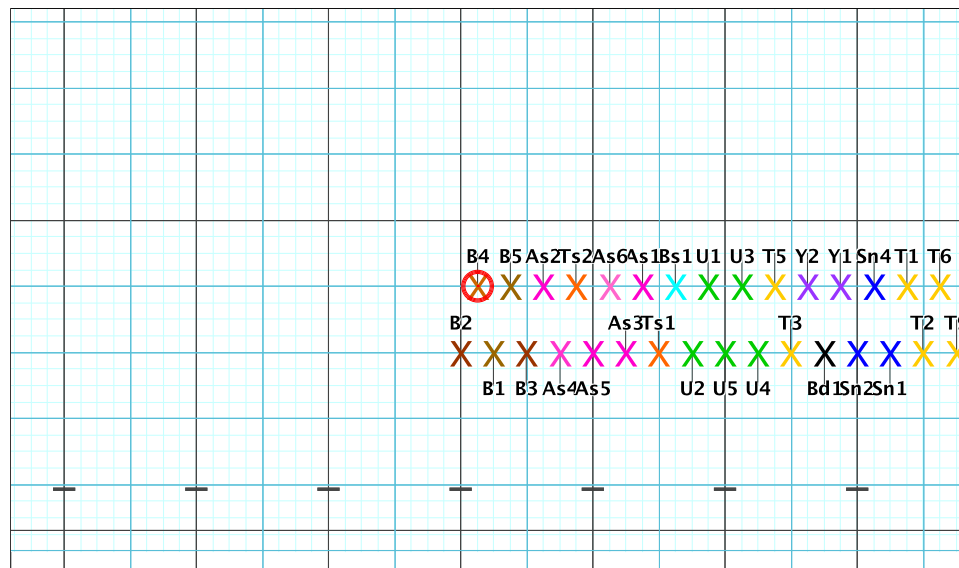 B4 B5 As2 Ts2 As6 As1 Bs1 U1 U3 T5 Y2 Y1 Sn4 T1 T6
B2 As3 Ts1 T3 T2
B1 B3 As4 As5 U2 U5 U4 Bd1 Sn2 Sn1